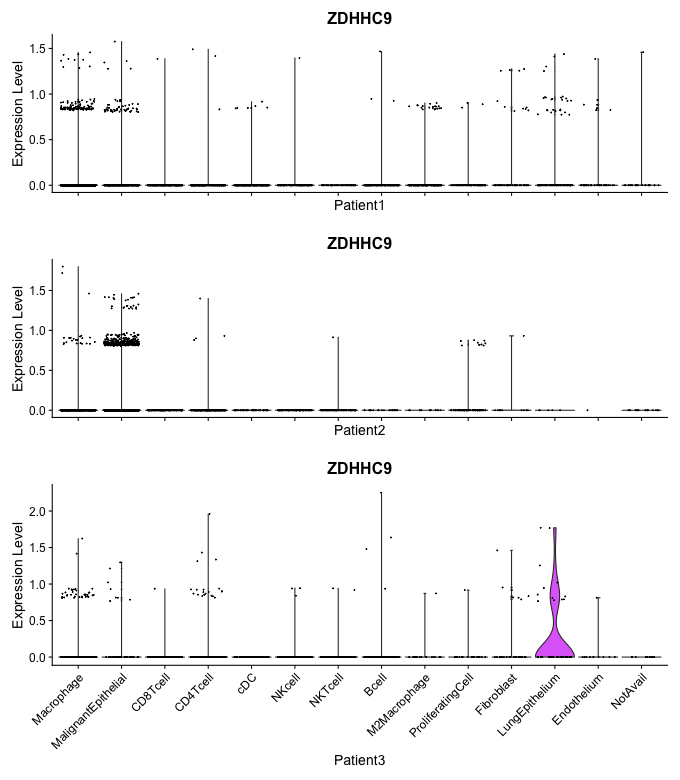 ZDHHC9
Expression Level
1.5
1.0
0.5
0.0
Patient1
ZDHHC9
Expression Level
1.5
1.0
0.5
0.0
Patient2
ZDHHC9
Expression Level
2.0
1.5
1.0
0.5
0.0
Macrophage
MalignantEpithelial
CD8Tcell
CD4Tcell
cDC
NKcell
NKTcell
Bcell
M2Macrophage
ProliferatingCell
Fibroblast
LungEpithelium
Endothelium
NotAvail
Patient3